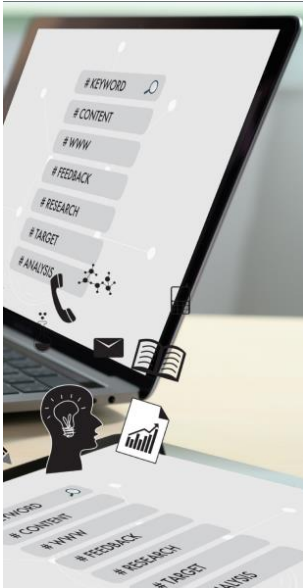 # KEYWORD
# CONTENT
# WWW
# FEEDBACK
# RESEARCH
# TARGET
# ANALYSIS
# CONTENT
# WWW
# FEEDBACK
# RESEARCH
# TARGET